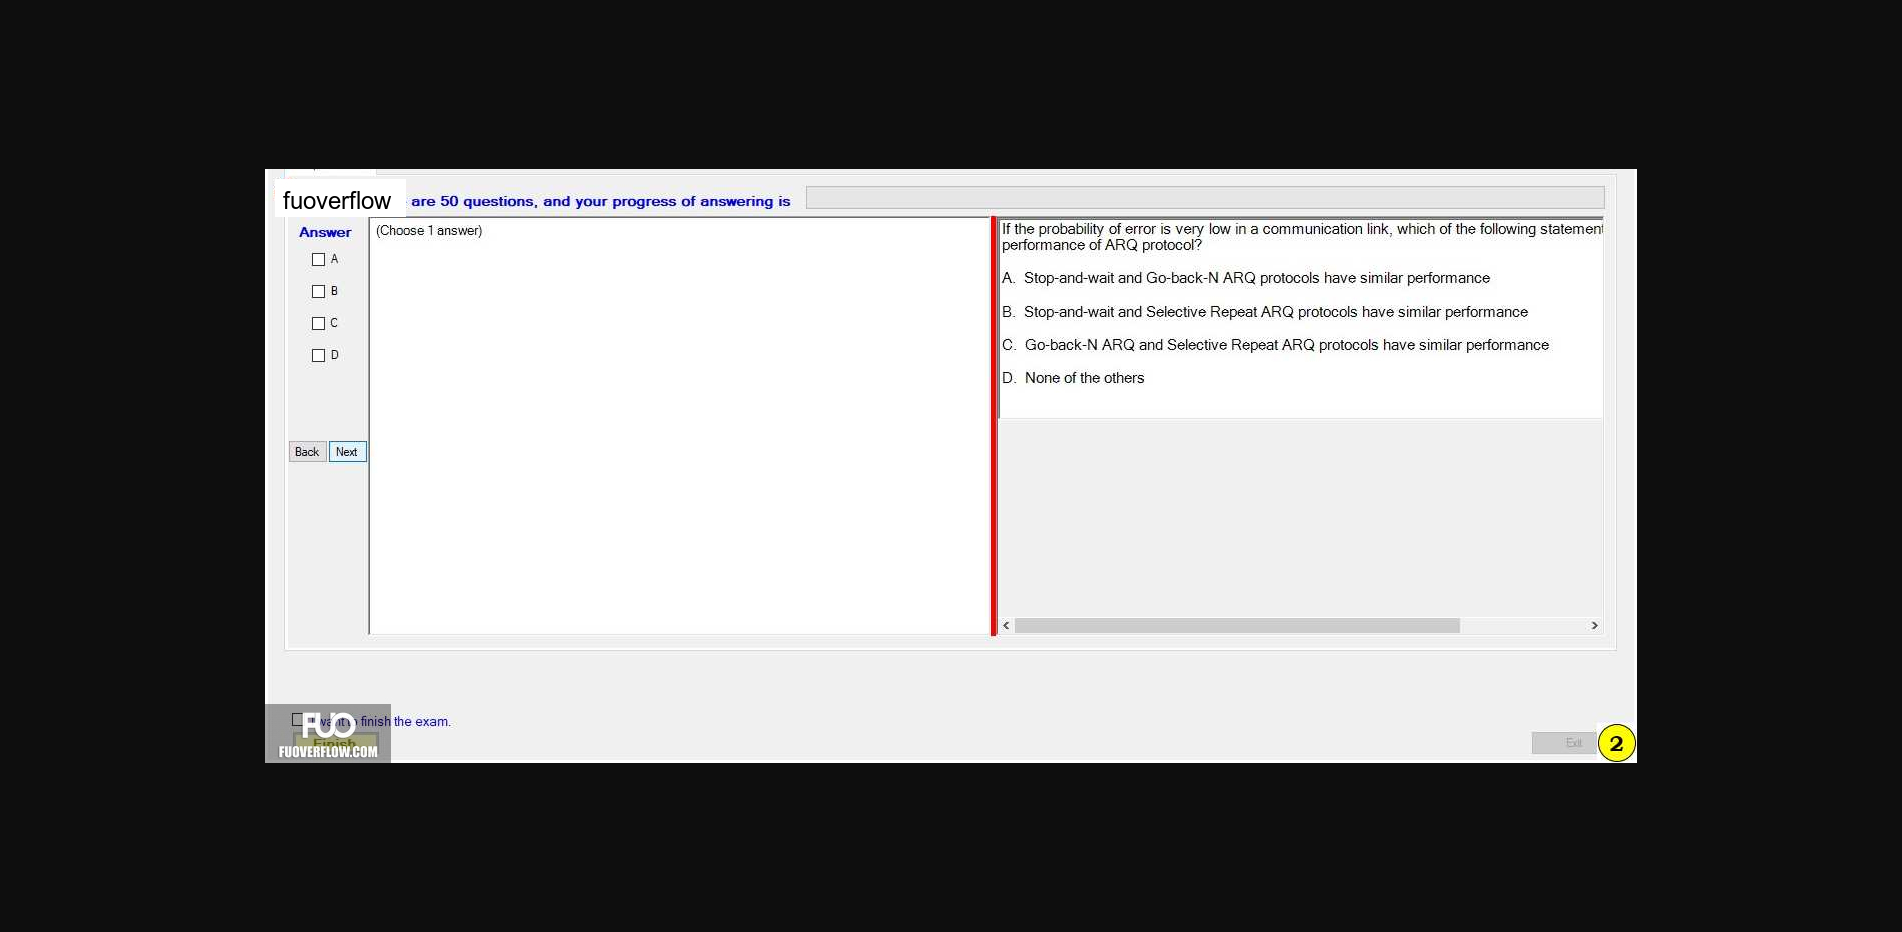 fuoverflow are 50 questions, and your progress of answering is
Answer
A
B
C
D
Back Next
(Choose 1 answer)
If the probability of error is very low in a communication link, which of the following statement
performance of ARQ protocol?
A. Stop-and-wait and Go-back-N ARQ protocols have similar performance
B. Stop-and-wait and Selective Repeat ARQ protocols have similar performance
C. Go-back-N ARQ and Selective Repeat ARQ protocols have similar performance
D. None of the others
I want to finish the exam.
FUO
Finish
FUOVERFLOW.COM
Exit
2